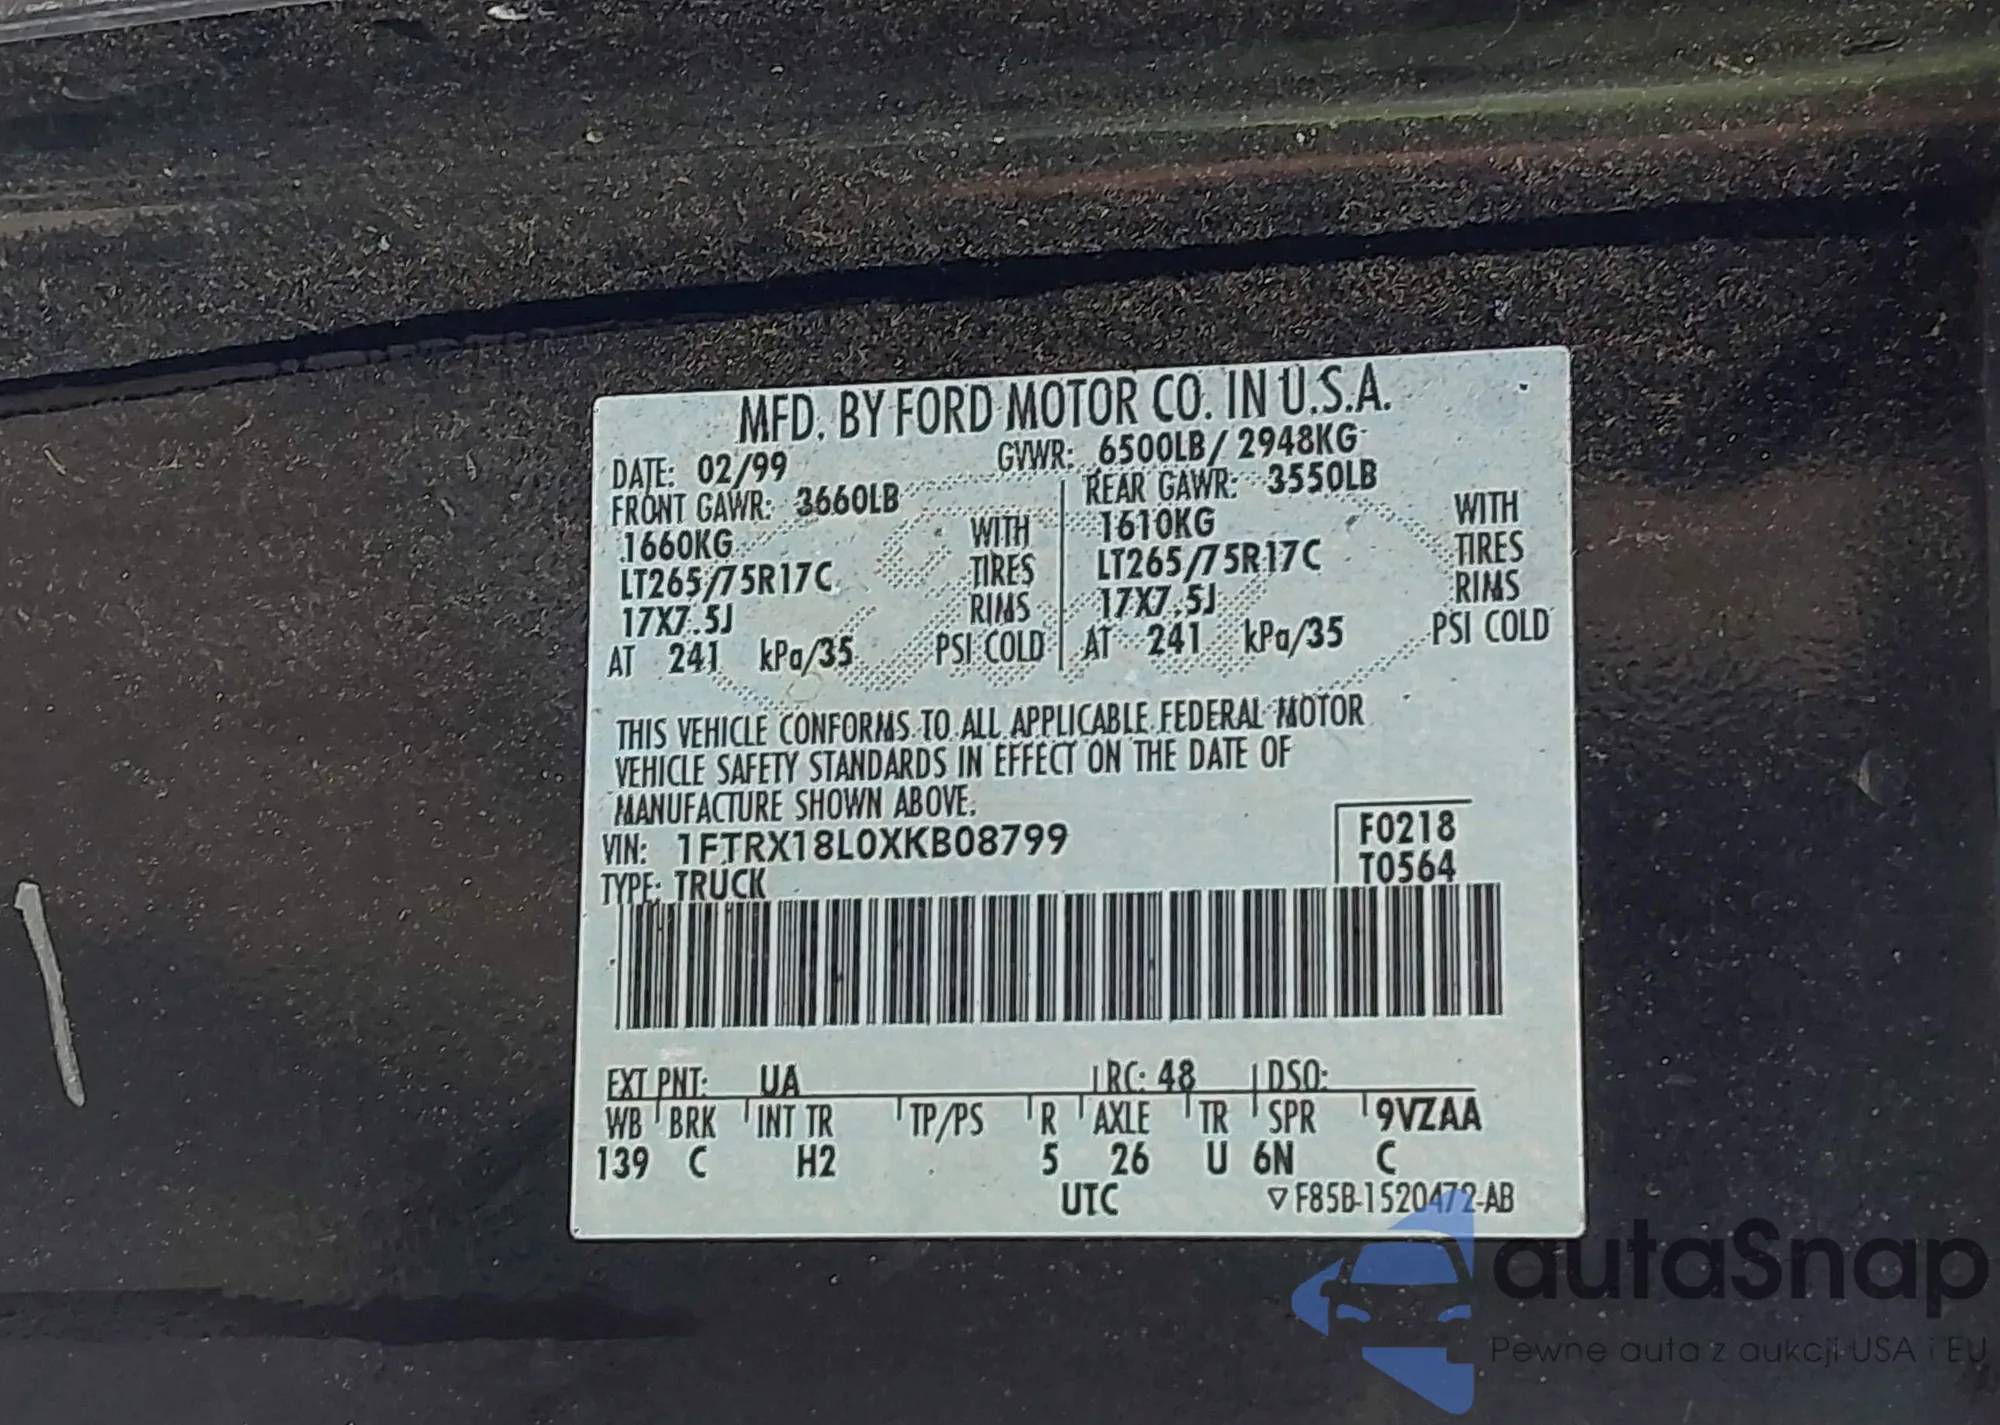 MFD. BY FORD MOTOR CO. IN U.S.A.
DATE: 02/99 GVWR: 6500LB/ 2948KG
FRONT GAWR: 3660LB REAR GAWR: 3550LB
1660KG WITH 1610KG WITH
LT265/75R17C TIRES LT265/75R17C TIRES
17X7.5J RIMS 17X7.5J RIMS
AT 241 kPa/35 PSI COLD AT 241 kPa/35 PSI COLD
THIS VEHICLE CONFORMS TO ALL APPLICABLE FEDERAL MOTOR
VEHICLE SAFETY STANDARDS IN EFFECT ON THE DATE OF
MANUFACTURE SHOWN ABOVE.
VIN: 1FTRX18L0XKB08799 F0218
TYPE: TRUCK T0564
EXT PNT: UA RC: 48 DSO:
WB BRK INT TR TP/PS R AXLE TR SPR 9VZAA
139 C H2 5 26 U 6N C
UTC ▽F85B-1520472-AB
autaSnap
Pewne auta z aukcji USA i EU